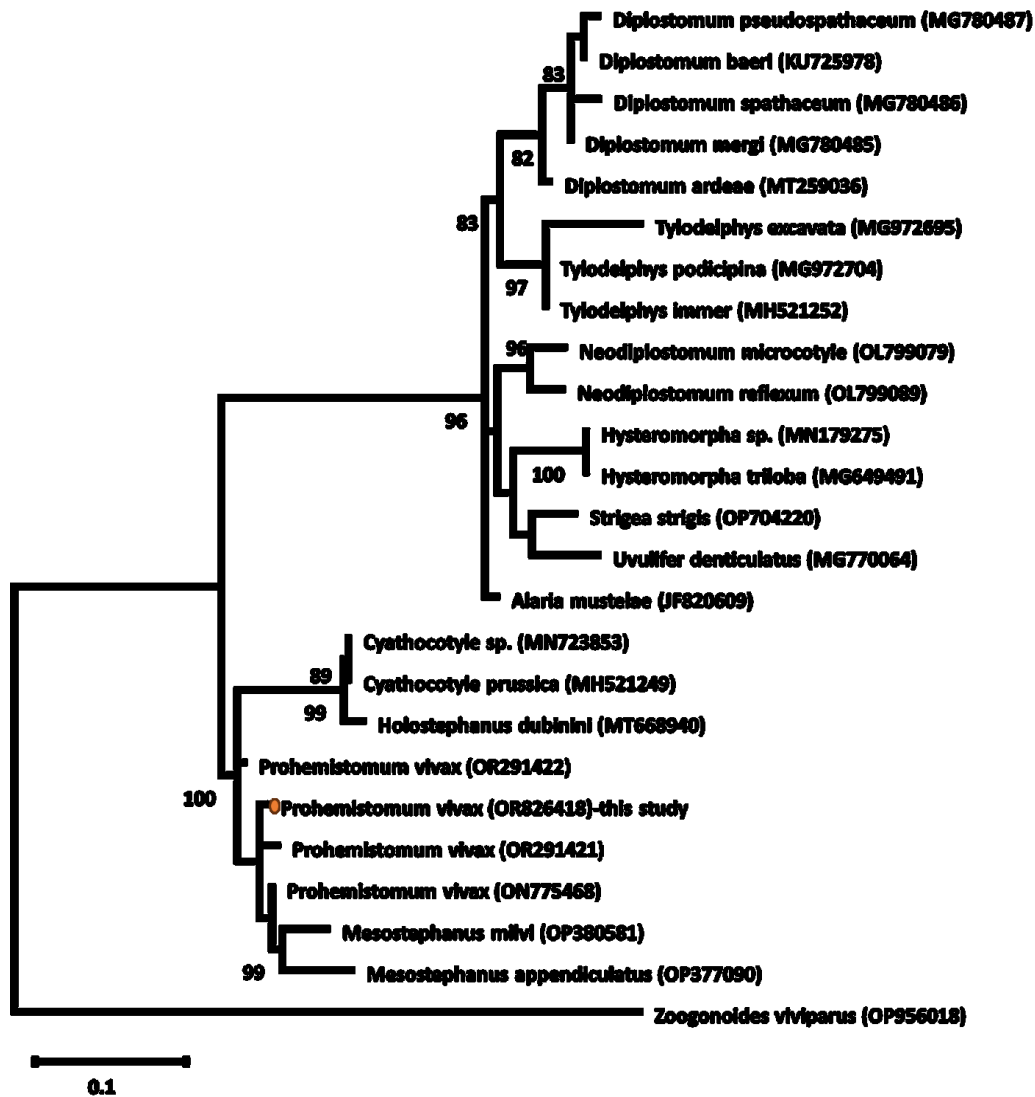 Diplostomum pseudospathaceum (MG780487)
Diplostomum baeri (KU725978)
83
Diplostomum spathaceum (MG780486)
Diplostomum mergi (MG780485)
82
Diplostomum ardeae (MT259036)
83
Tylodelphys excavata (MG972695)
Tylodelphys podicipina (MG972704)
97
Tylodelphys immer (MH521252)
96
Neodiplostomum microcotyle (OL799079)
Neodiplostomum reflexum (OL799089)
96
Hysteromorpha sp. (MN179275)
100
Hysteromorpha triloba (MG649491)
Strigea strigis (OP704220)
Uvulifer denticulatus (MG770064)
Alaria mustelae (JF820609)
Cyathocotyle sp. (MN723853)
89
Cyathocotyle prussica (MH521249)
99
Holostephanus dubinini (MT668940)
Prohemistomum vivax (OR291422)
100
Prohemistomum vivax (OR826418)-this study
Prohemistomum vivax (OR291421)
Prohemistomum vivax (ON775468)
Mesostephanus milvi (OP380581)
99
Mesostephanus appendiculatus (OP377090)
Zoogonoides viviparus (OP956018)
0.1